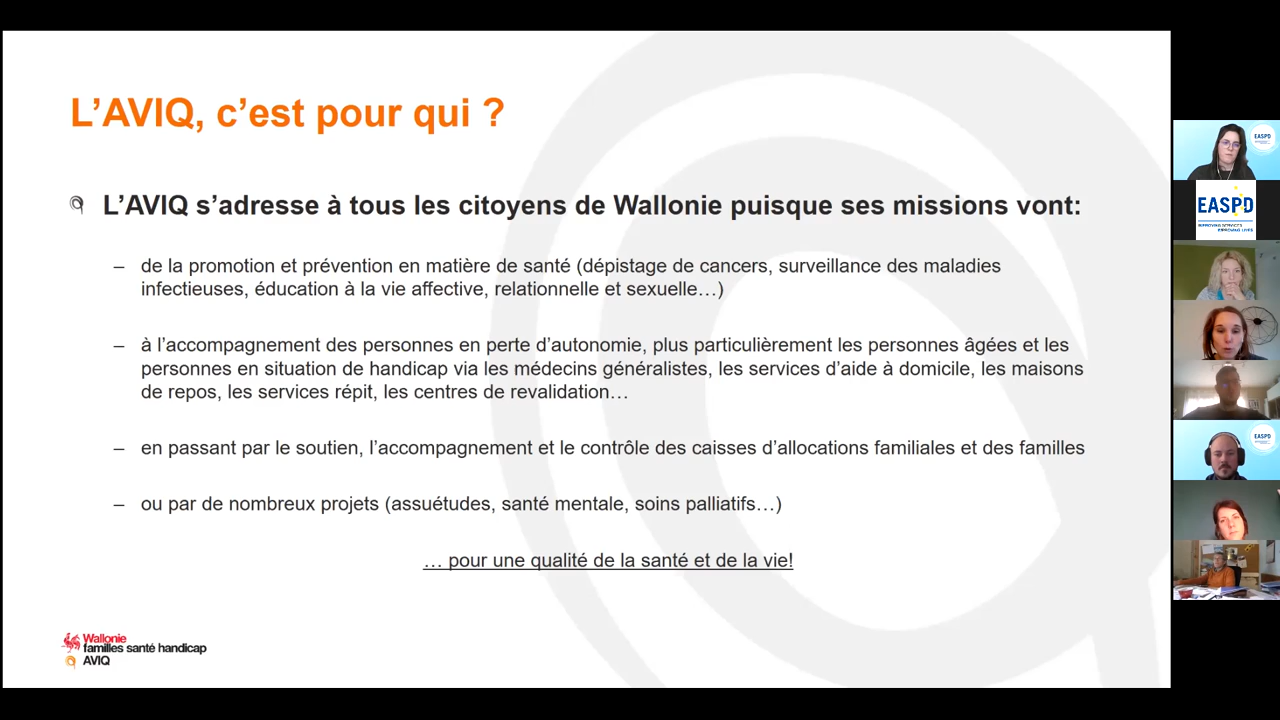 L’AVIQ, c’est pour qui ?
L’AVIQ s’adresse à tous les citoyens de Wallonie puisque ses missions vont:
– de la promotion et prévention en matière de santé (dépistage de cancers, surveillance des maladies
infectieuses, éducation à la vie affective, relationnelle et sexuelle…)
– à l’accompagnement des personnes en perte d’autonomie, plus particulièrement les personnes âgées et les
personnes en situation de handicap via les médecins généralistes, les services d’aide à domicile, les maisons
de repos, les services répit, les centres de revalidation…
– en passant par le soutien, l’accompagnement et le contrôle des caisses d’allocations familiales et des familles
– ou par de nombreux projets (assuétudes, santé mentale, soins palliatifs…)
… pour une qualité de la santé et de la vie!
Wallonie
familles santé handicap
AVIQ
EASPD
EASPD
IMPROVING SERVICES
IMPROVING LIVES
EASPD